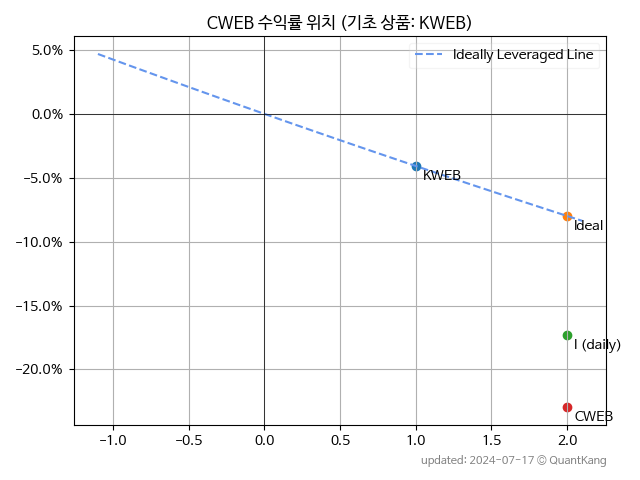 CWEB 수익률 위치 (기초 상품: KWEB)
5.0%
Ideally Leveraged Line
0.0%
KWEB
−5.0%
Ideal
−10.0%
−15.0%
I (daily)
−20.0%
CWEB
−1.0 −0.5 0.0 0.5 1.0 1.5 2.0
updated: 2024-07-17 © QuantKang